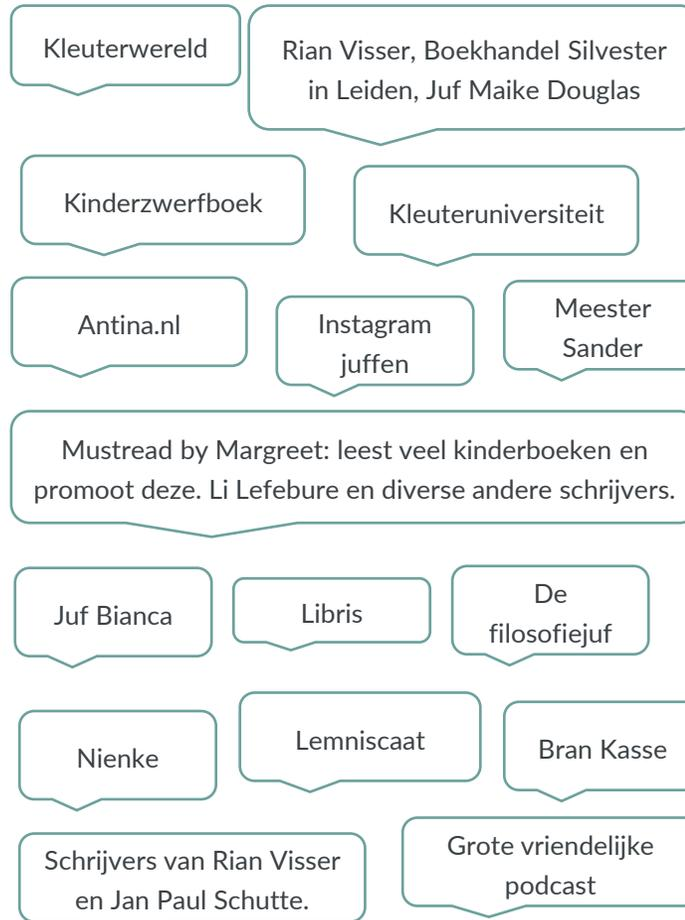 Kleuterwereld
Rian Visser, Boekhandel Silvester
in Leiden, Juf Maike Douglas
Kinderzwerfboek
Kleuteruniversiteit
Antina.nl
Instagram
juffen
Meester
Sander
Mustread by Margreet: leest veel kinderboeken en
promoot deze. Li Lefebure en diverse andere schrijvers.
Juf Bianca
Libris
De
filosofiejuf
Nienke
Lemniscaat
Bran Kasse
Schrijvers van Rian Visser
en Jan Paul Schutte.
Grote vriendelijke
podcast